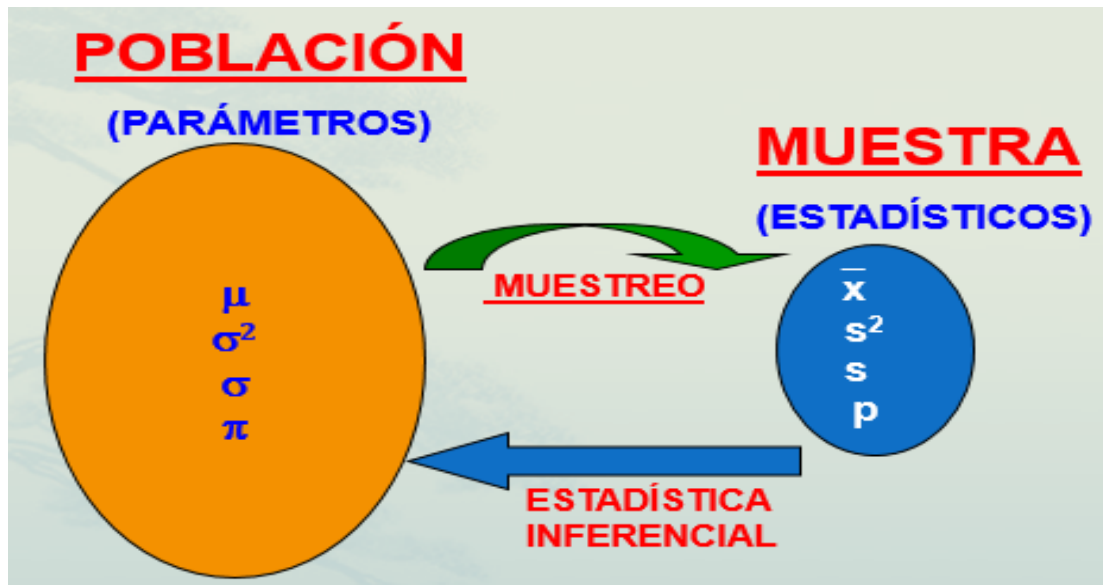 POBLACIÓN
(PARÁMETROS)
μ
σ²
σ
π
MUESTREO
MUESTRA
(ESTADÍSTICOS)
x̄
s²
s
p
ESTADÍSTICA
INFERENCIAL